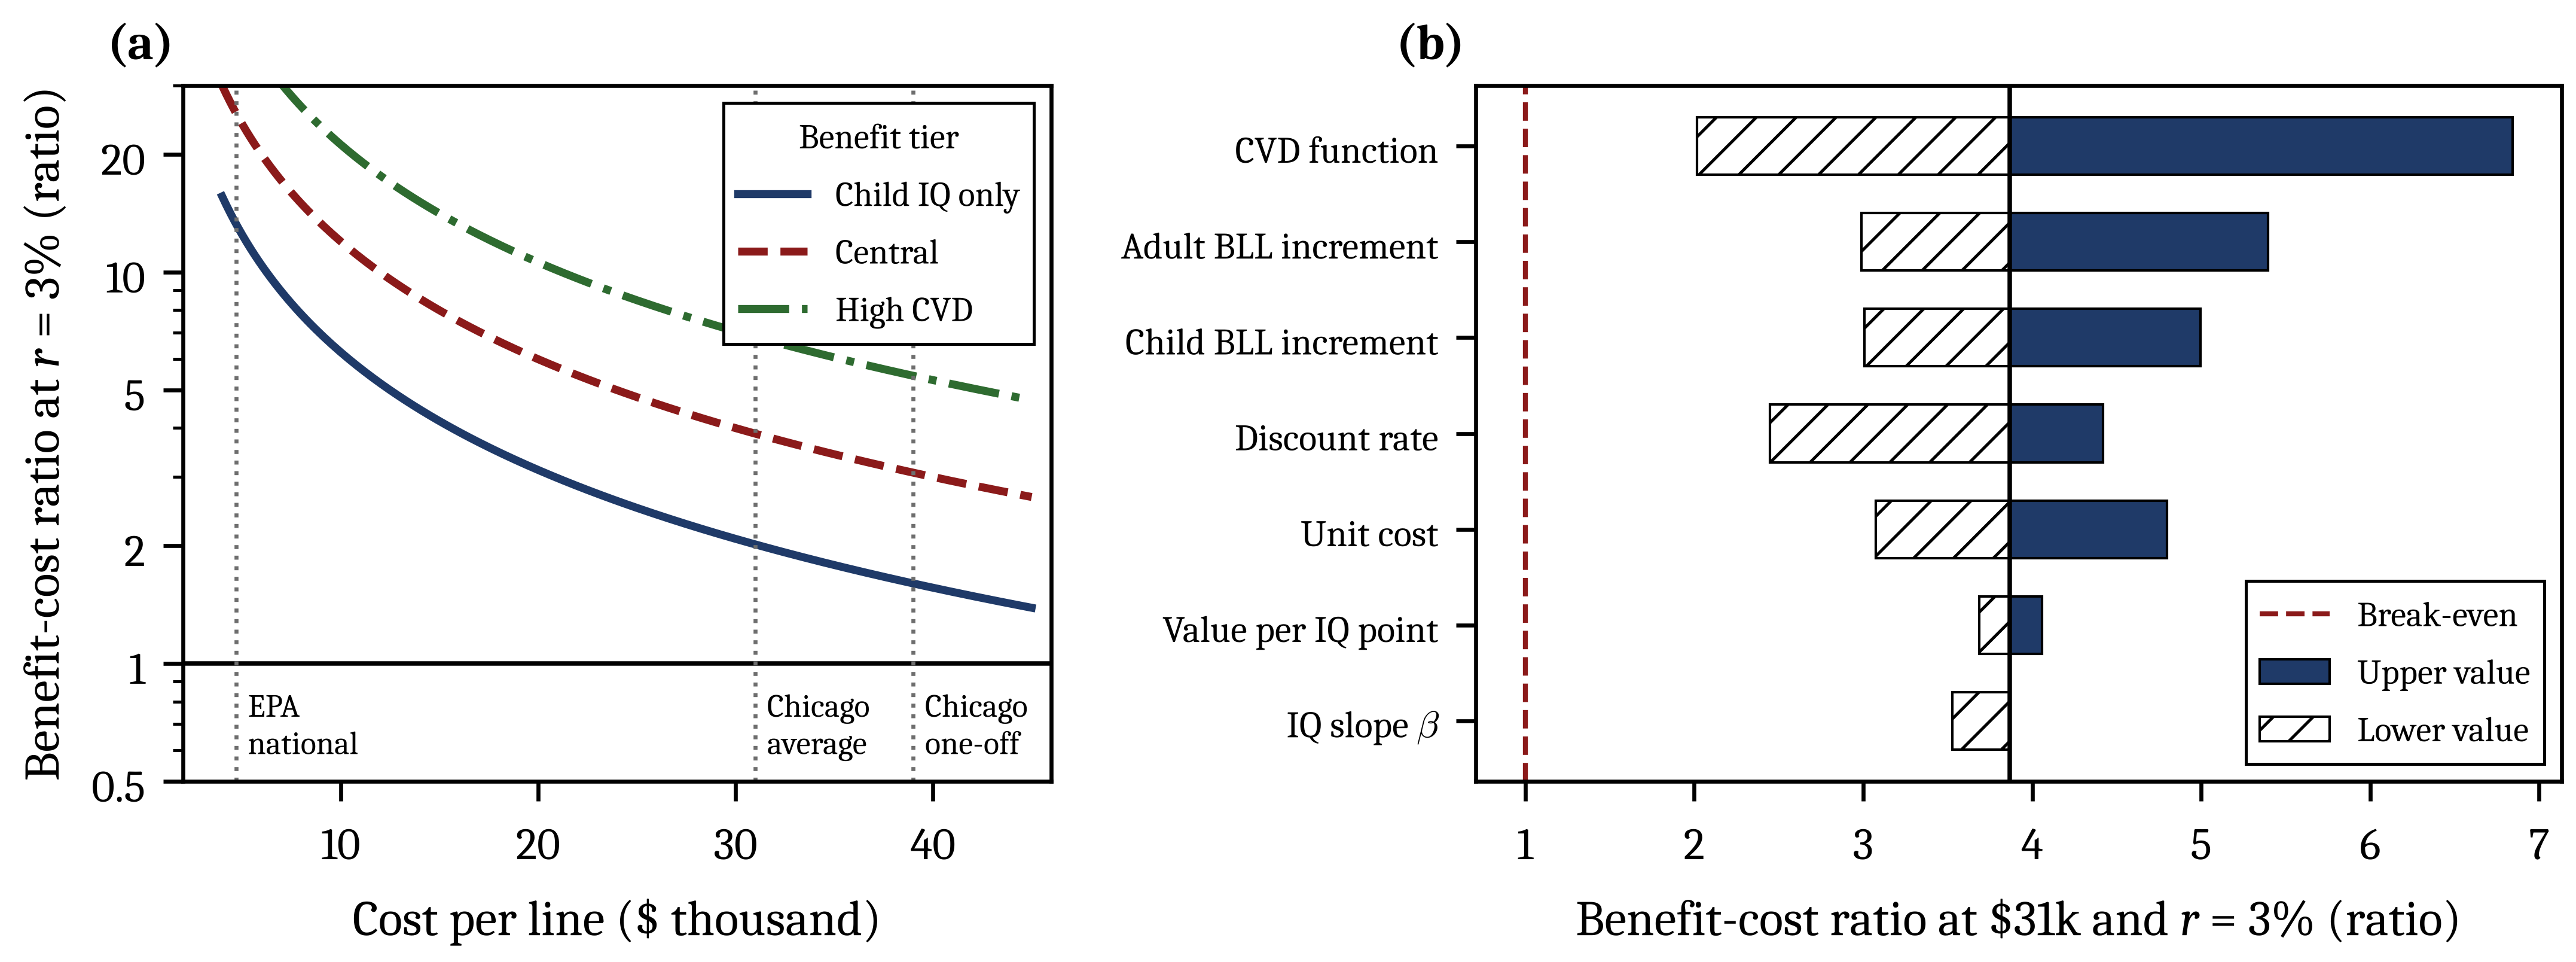 (a)
Benefit-cost ratio at r = 3% (ratio)
20
10
5
2
1
0.5
Benefit tier
Child IQ only
Central
High CVD
EPA
national
Chicago
average
Chicago
one-off
10 20 30 40
Cost per line ($ thousand)
(b)
CVD function
Adult BLL increment
Child BLL increment
Discount rate
Unit cost
Value per IQ point
IQ slope β
Break-even
Upper value
Lower value
1 2 3 4 5 6 7
Benefit-cost ratio at $31k and r = 3% (ratio)